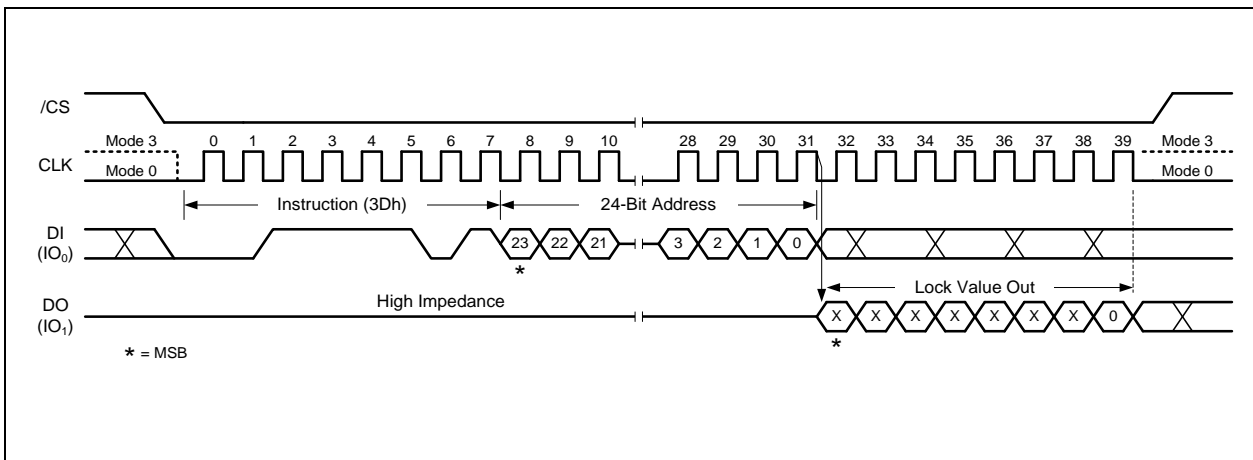 /CS
Mode 3 0 1 2 3 4 5 6 7 8 9 10 28 29 30 31 32 33 34 35 36 37 38 39 Mode 3
CLK
Mode 0 Mode 0
Instruction (3Dh) 24-Bit Address
DI
(IO₀)
23 22 21 3 2 1 0
*
High Impedance Lock Value Out
DO
(IO₁)
X X X X X X X 0
*
* = MSB